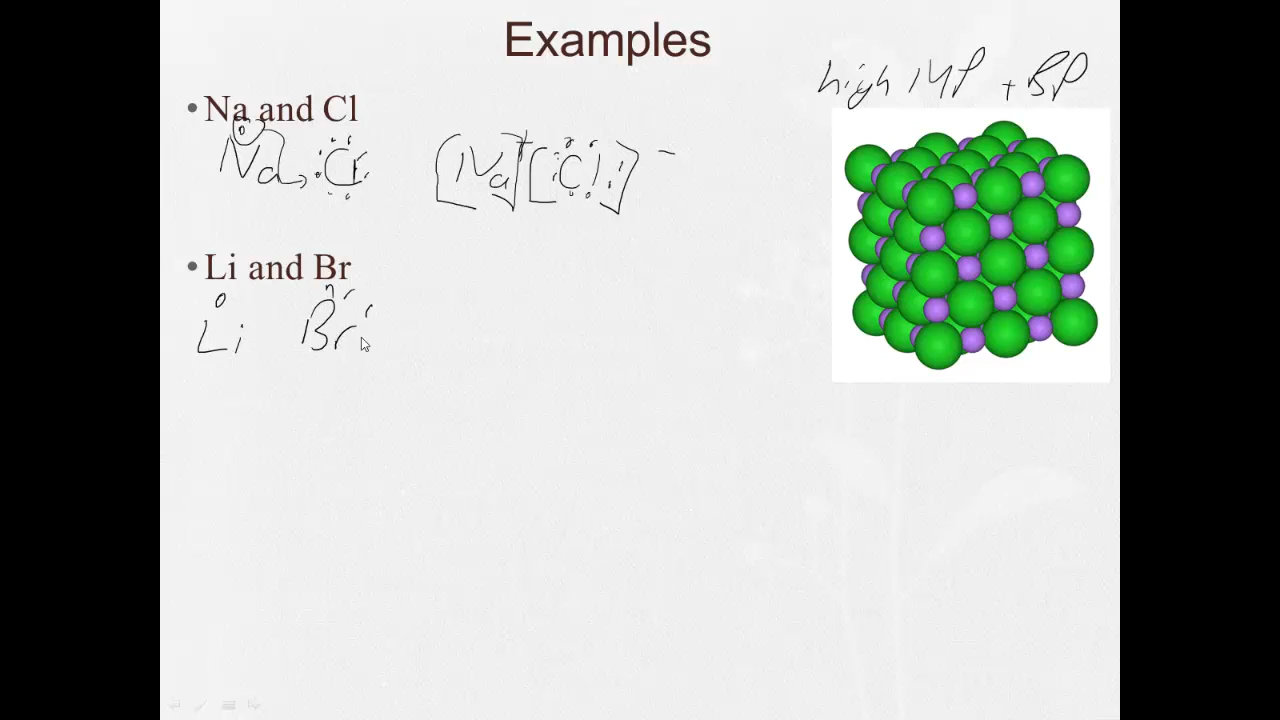 Examples
high MP + BP
• Na and Cl
Na Cl [Na]+ [Cl]−
• Li and Br
Li Br